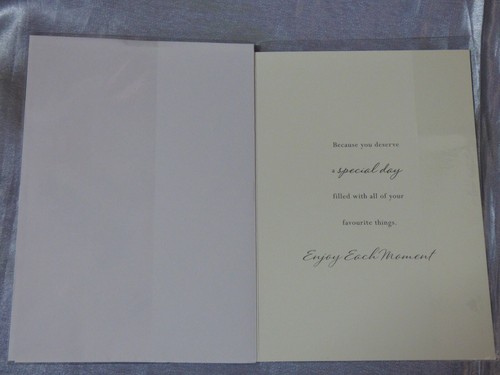 Because you deserve
a special day
filled with all of your
favourite things.
Enjoy Each Moment